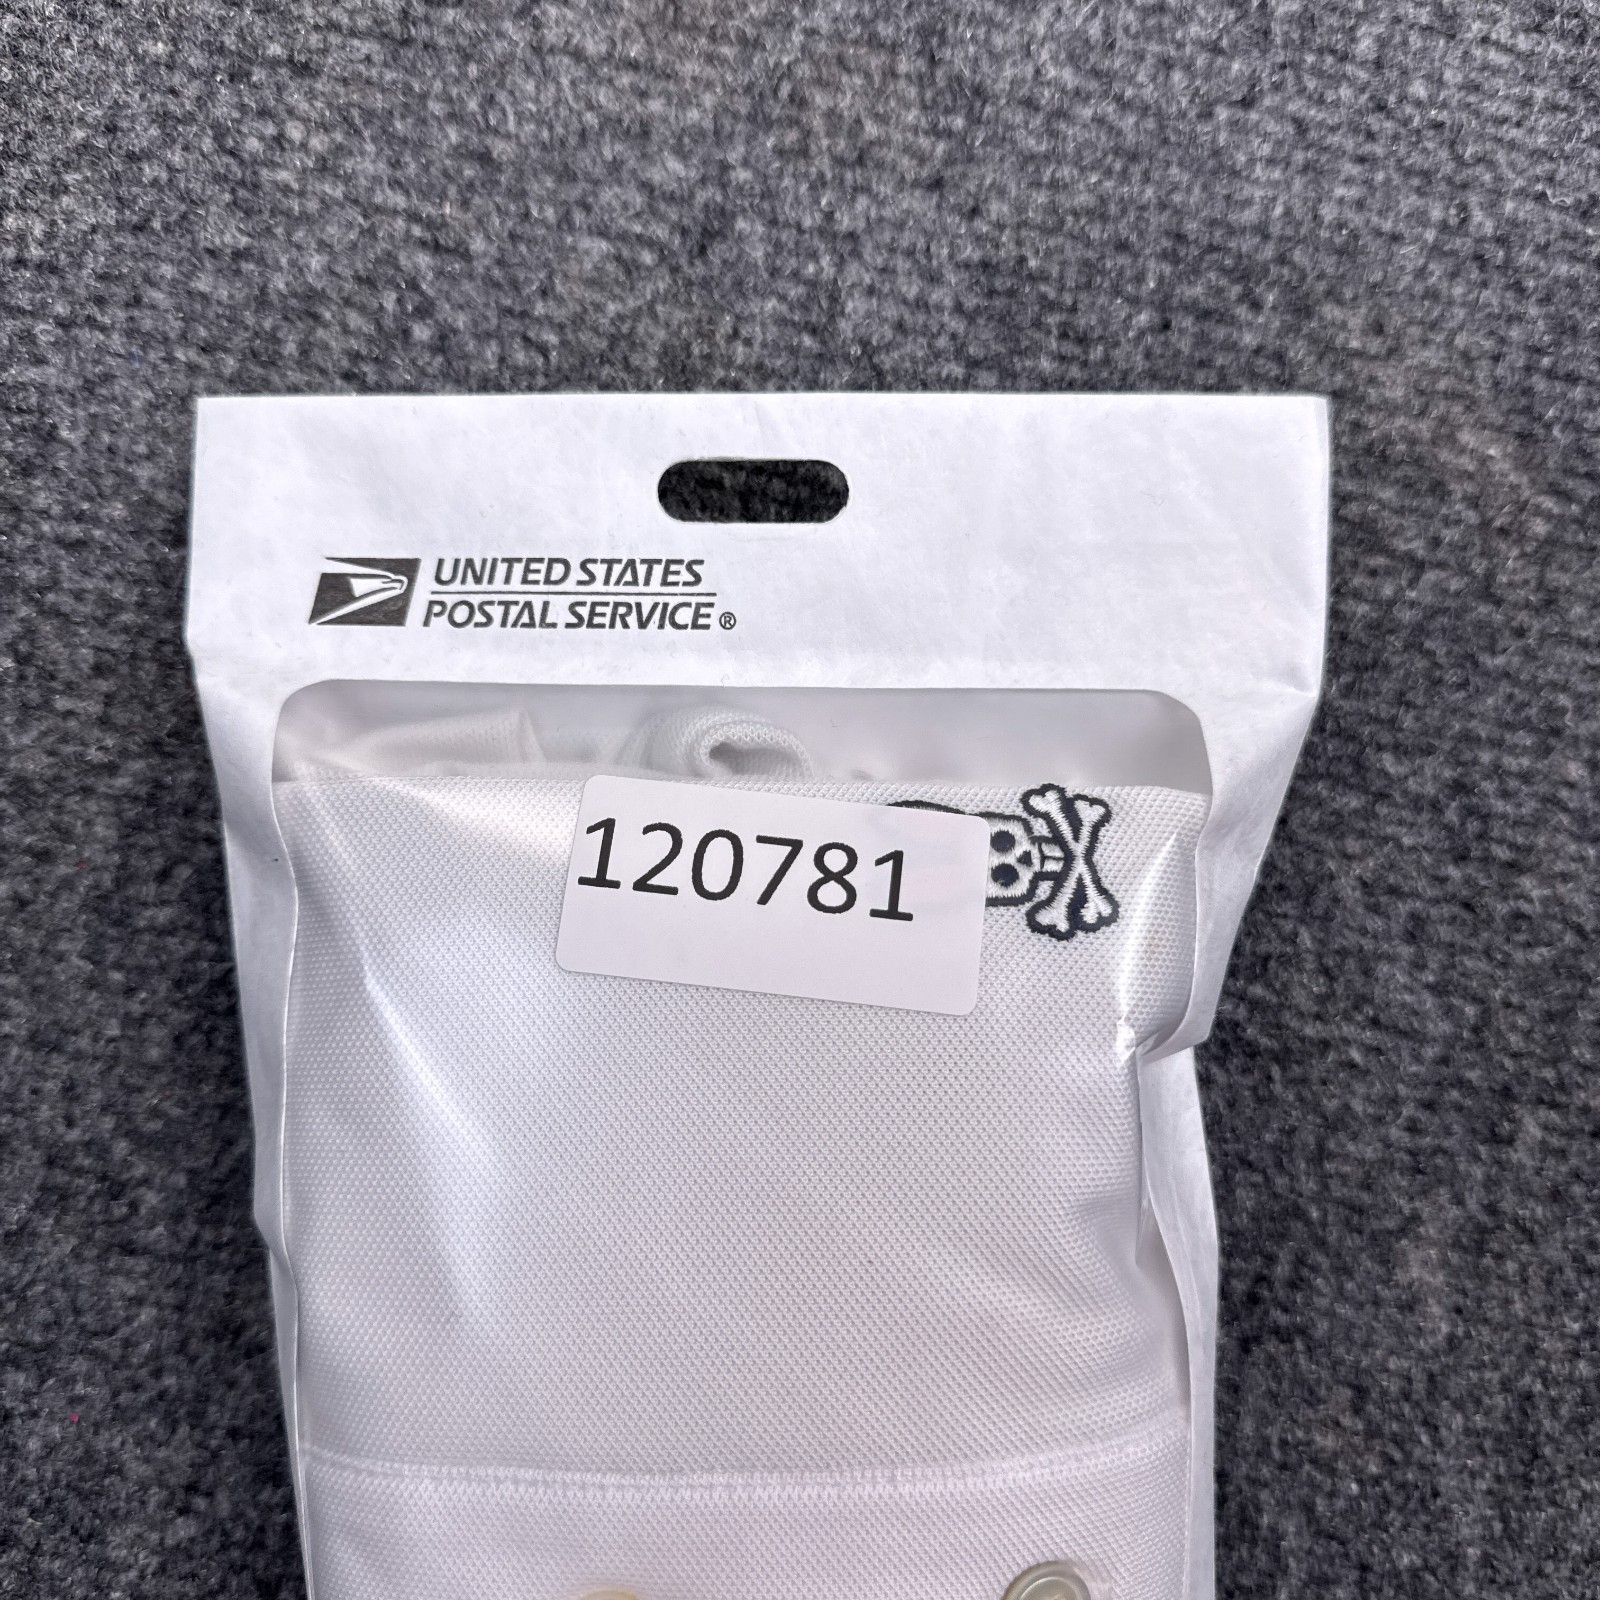 UNITED STATES
POSTAL SERVICE®
120781